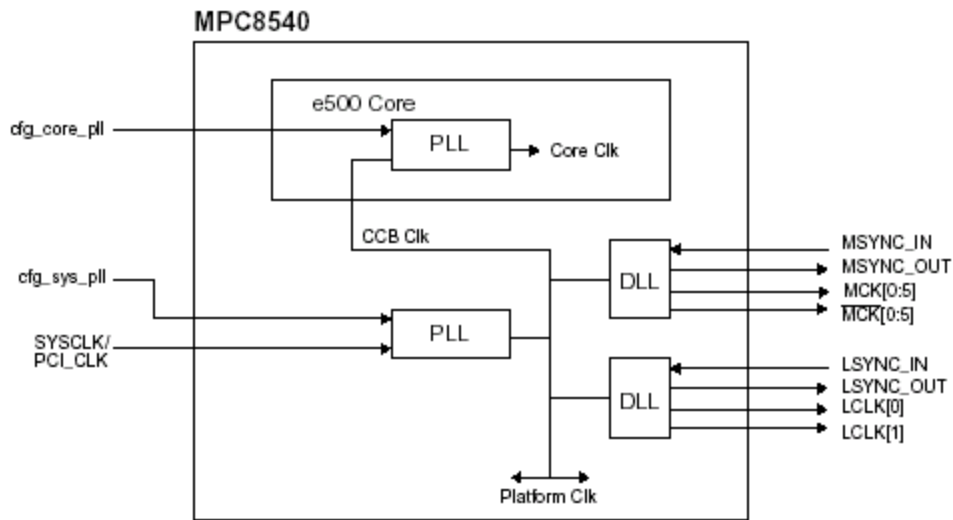 MPC8540
e500 Core
cfg_core_pll
PLL
Core Clk
CCB Clk
MSYNC_IN
MSYNC_OUT
MCK[0:5]
MCK[0:5]
DLL
cfg_sys_pll
PLL
SYSCLK/
PCI_CLK
LSYNC_IN
LSYNC_OUT
LCLK[0]
LCLK[1]
DLL
Platform Clk